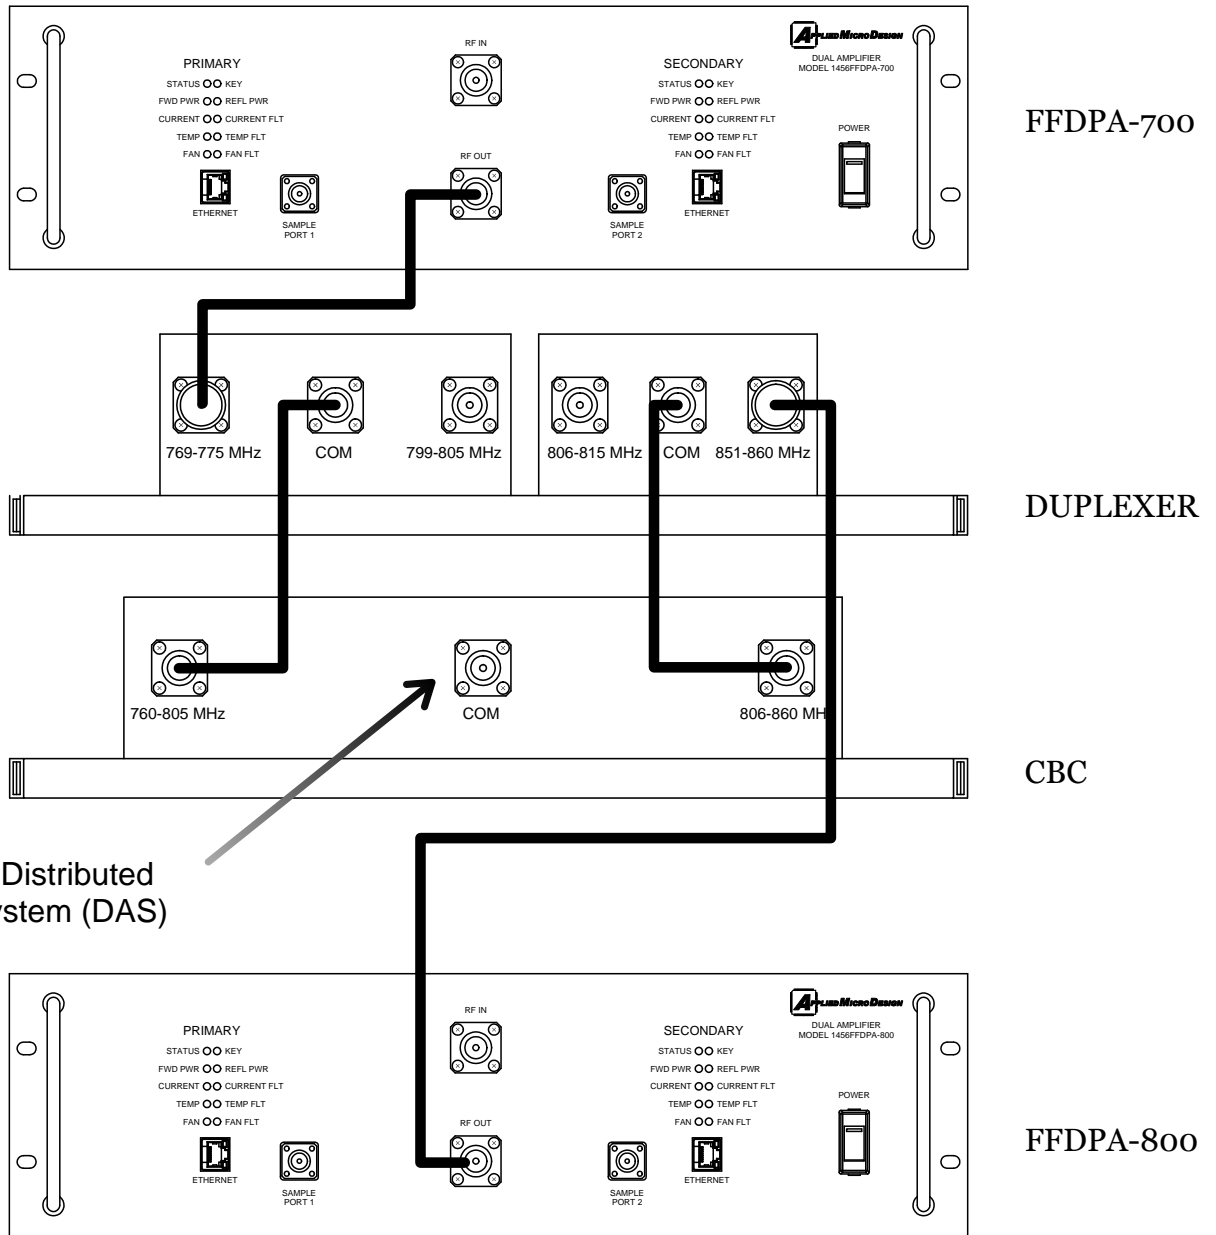 APPLIED MICRO DESIGN
DUAL AMPLIFIER
MODEL 1456FFDPA-700
RF IN
PRIMARY
STATUS KEY
FWD PWR REFL PWR
CURRENT CURRENT FLT
TEMP TEMP FLT
FAN FAN FLT
ETHERNET
SAMPLE
PORT 1
RF OUT
SECONDARY
STATUS KEY
FWD PWR REFL PWR
CURRENT CURRENT FLT
TEMP TEMP FLT
FAN FAN FLT
SAMPLE
PORT 2
ETHERNET
POWER
FFDPA-700
769-775 MHz COM 799-805 MHz 806-815 MHz COM 851-860 MHz
DUPLEXER
760-805 MHz COM 806-860 MH
CBC
Distributed
ystem (DAS)
APPLIED MICRO DESIGN
DUAL AMPLIFIER
MODEL 1456FFDPA-800
RF IN
PRIMARY
STATUS KEY
FWD PWR REFL PWR
CURRENT CURRENT FLT
TEMP TEMP FLT
FAN FAN FLT
ETHERNET
SAMPLE
PORT 1
RF OUT
SECONDARY
STATUS KEY
FWD PWR REFL PWR
CURRENT CURRENT FLT
TEMP TEMP FLT
FAN FAN FLT
SAMPLE
PORT 2
ETHERNET
POWER
FFDPA-800